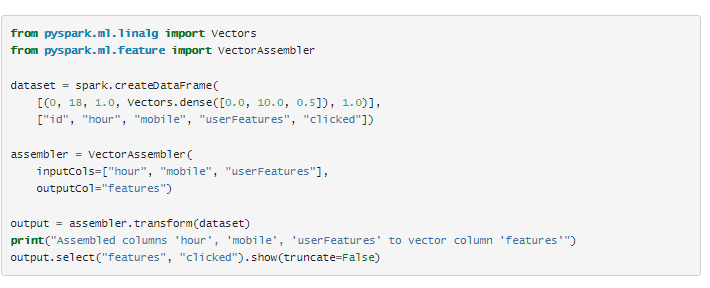 from pyspark.ml.linalg import Vectors
from pyspark.ml.feature import VectorAssembler

dataset = spark.createDataFrame(
    [(0, 18, 1.0, Vectors.dense([0.0, 10.0, 0.5]), 1.0)],
    ["id", "hour", "mobile", "userFeatures", "clicked"])

assembler = VectorAssembler(
    inputCols=["hour", "mobile", "userFeatures"],
    outputCol="features")

output = assembler.transform(dataset)
print("Assembled columns 'hour', 'mobile', 'userFeatures' to vector column 'features'")
output.select("features", "clicked").show(truncate=False)